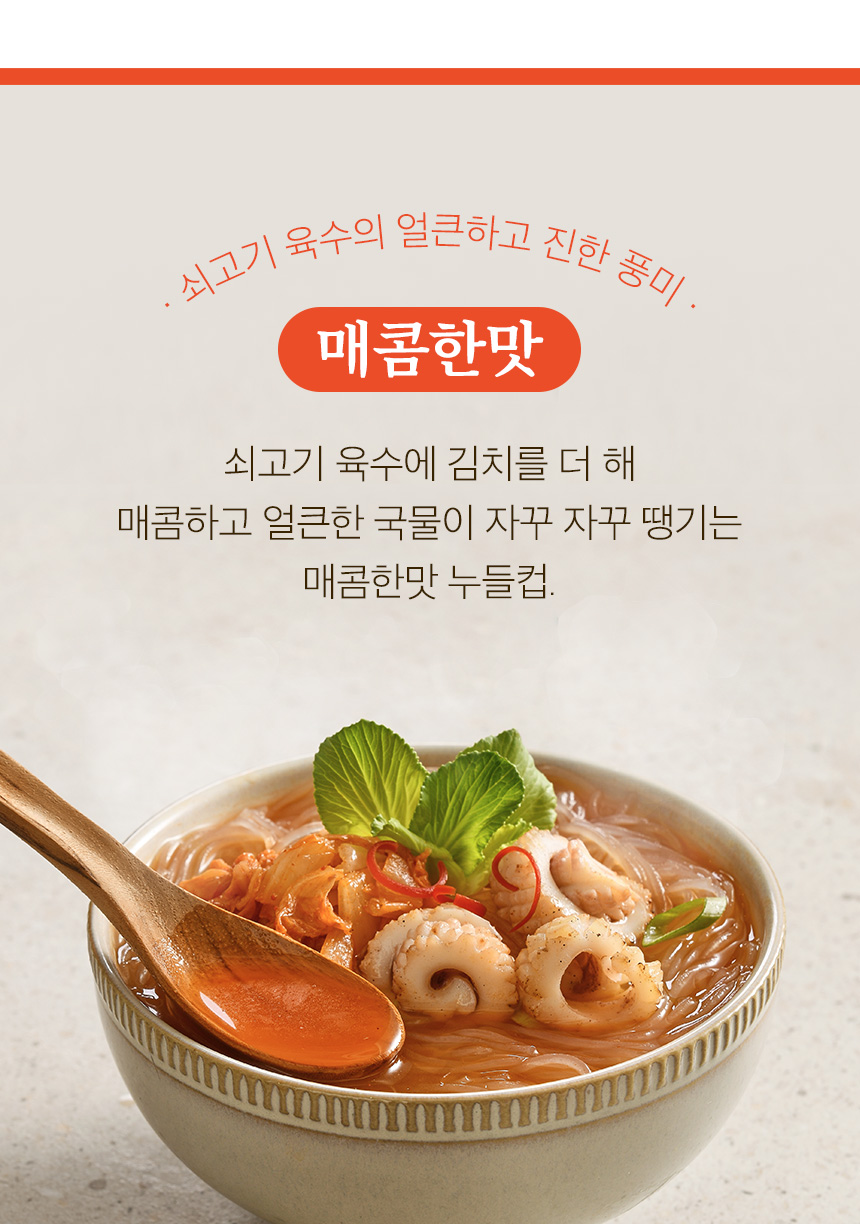 · 쇠고기 육수의 얼큰하고 진한 풍미 ·
매콤한맛
쇠고기 육수에 김치를 더 해
매콤하고 얼큰한 국물이 자꾸 자꾸 땡기는
매콤한맛 누들컵.